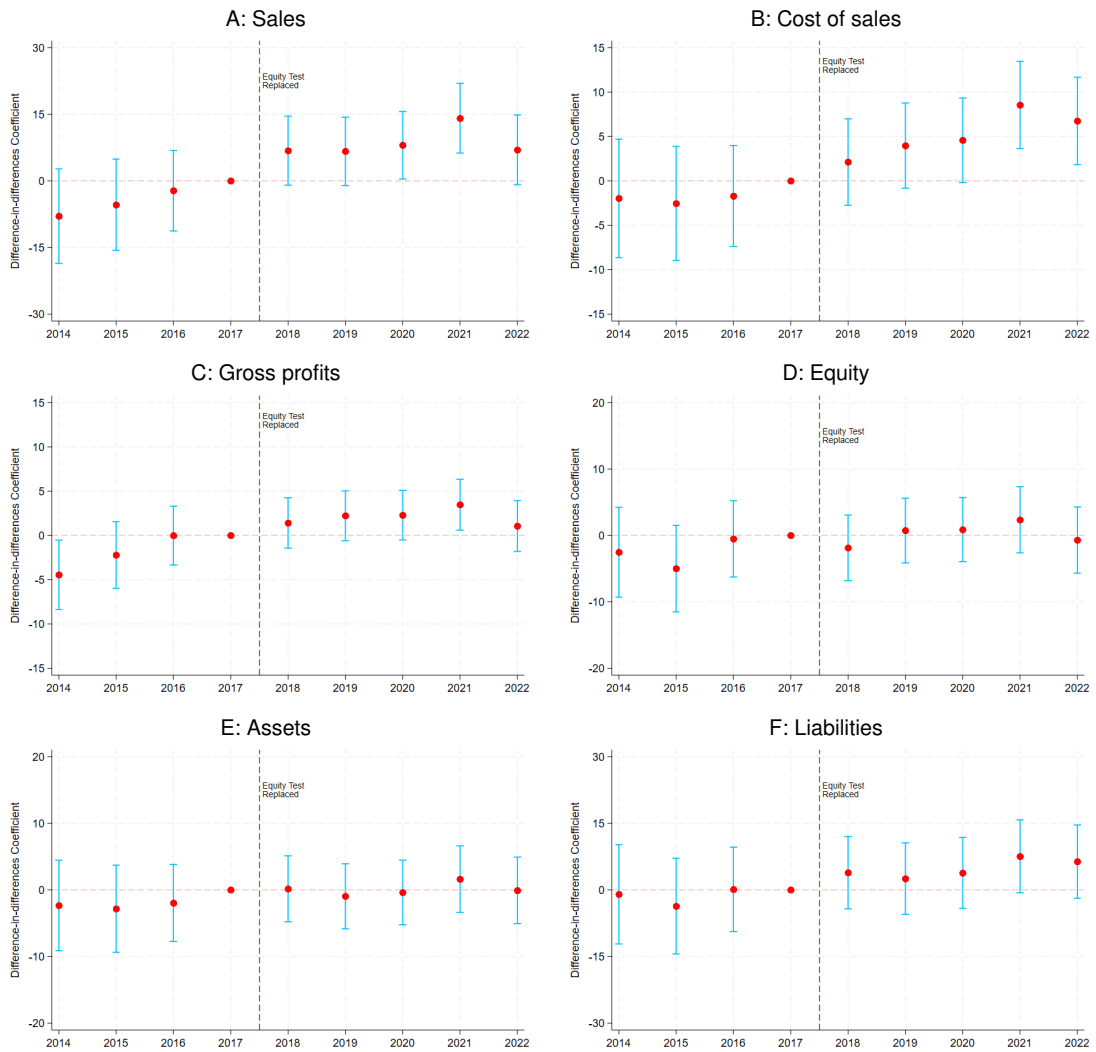 A: Sales
Difference-in-differences Coefficient
30
15
0
-15
-30
Equity Test
Replaced
2014 2015 2016 2017 2018 2019 2020 2021 2022
B: Cost of sales
Difference-in-differences Coefficient
15
10
5
0
-5
-10
-15
Equity Test
Replaced
2014 2015 2016 2017 2018 2019 2020 2021 2022
C: Gross profits
Difference-in-differences Coefficient
15
10
5
0
-5
-10
-15
Equity Test
Replaced
2014 2015 2016 2017 2018 2019 2020 2021 2022
D: Equity
Difference-in-differences Coefficient
20
10
0
-10
-20
Equity Test
Replaced
2014 2015 2016 2017 2018 2019 2020 2021 2022
E: Assets
Difference-in-differences Coefficient
20
10
0
-10
-20
Equity Test
Replaced
2014 2015 2016 2017 2018 2019 2020 2021 2022
F: Liabilities
Difference-in-differences Coefficient
30
15
0
-15
-30
Equity Test
Replaced
2014 2015 2016 2017 2018 2019 2020 2021 2022